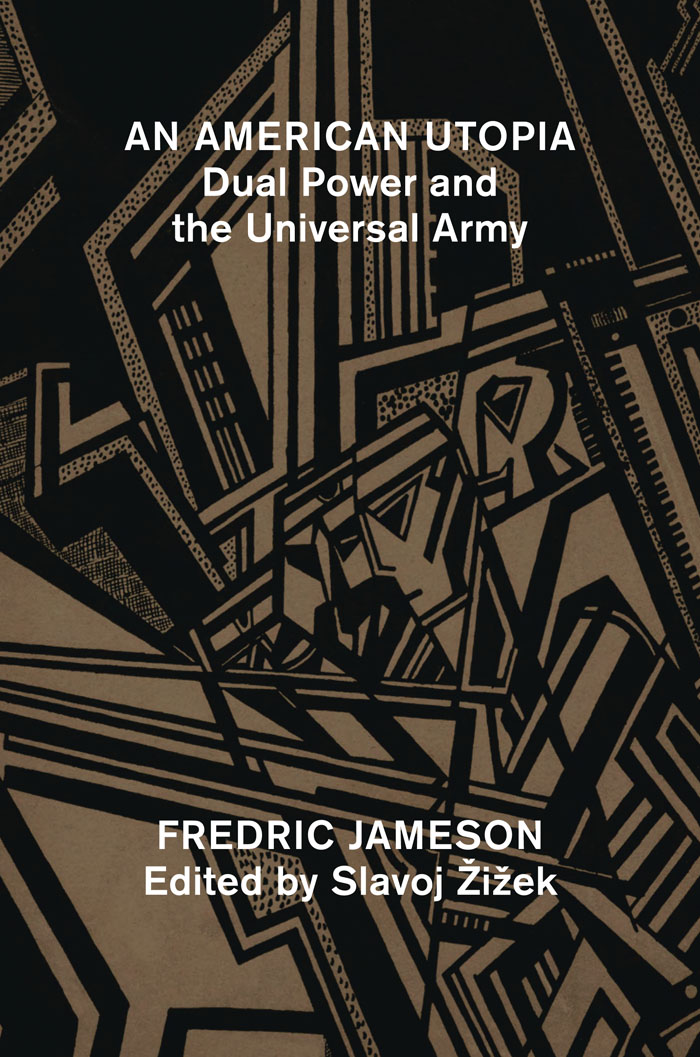 AN AMERICAN UTOPIA
Dual Power and
the Universal Army
FREDRIC JAMESON
Edited by Slavoj Žižek